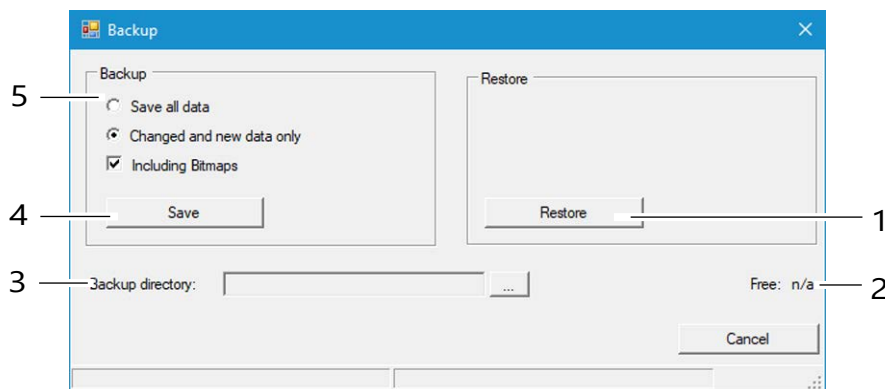 Backup
Backup
Restore
5
Save all data
Changed and new data only
Including Bitmaps
4
Save
Restore
1
3
Backup directory:
...
Free: n/a
2
Cancel